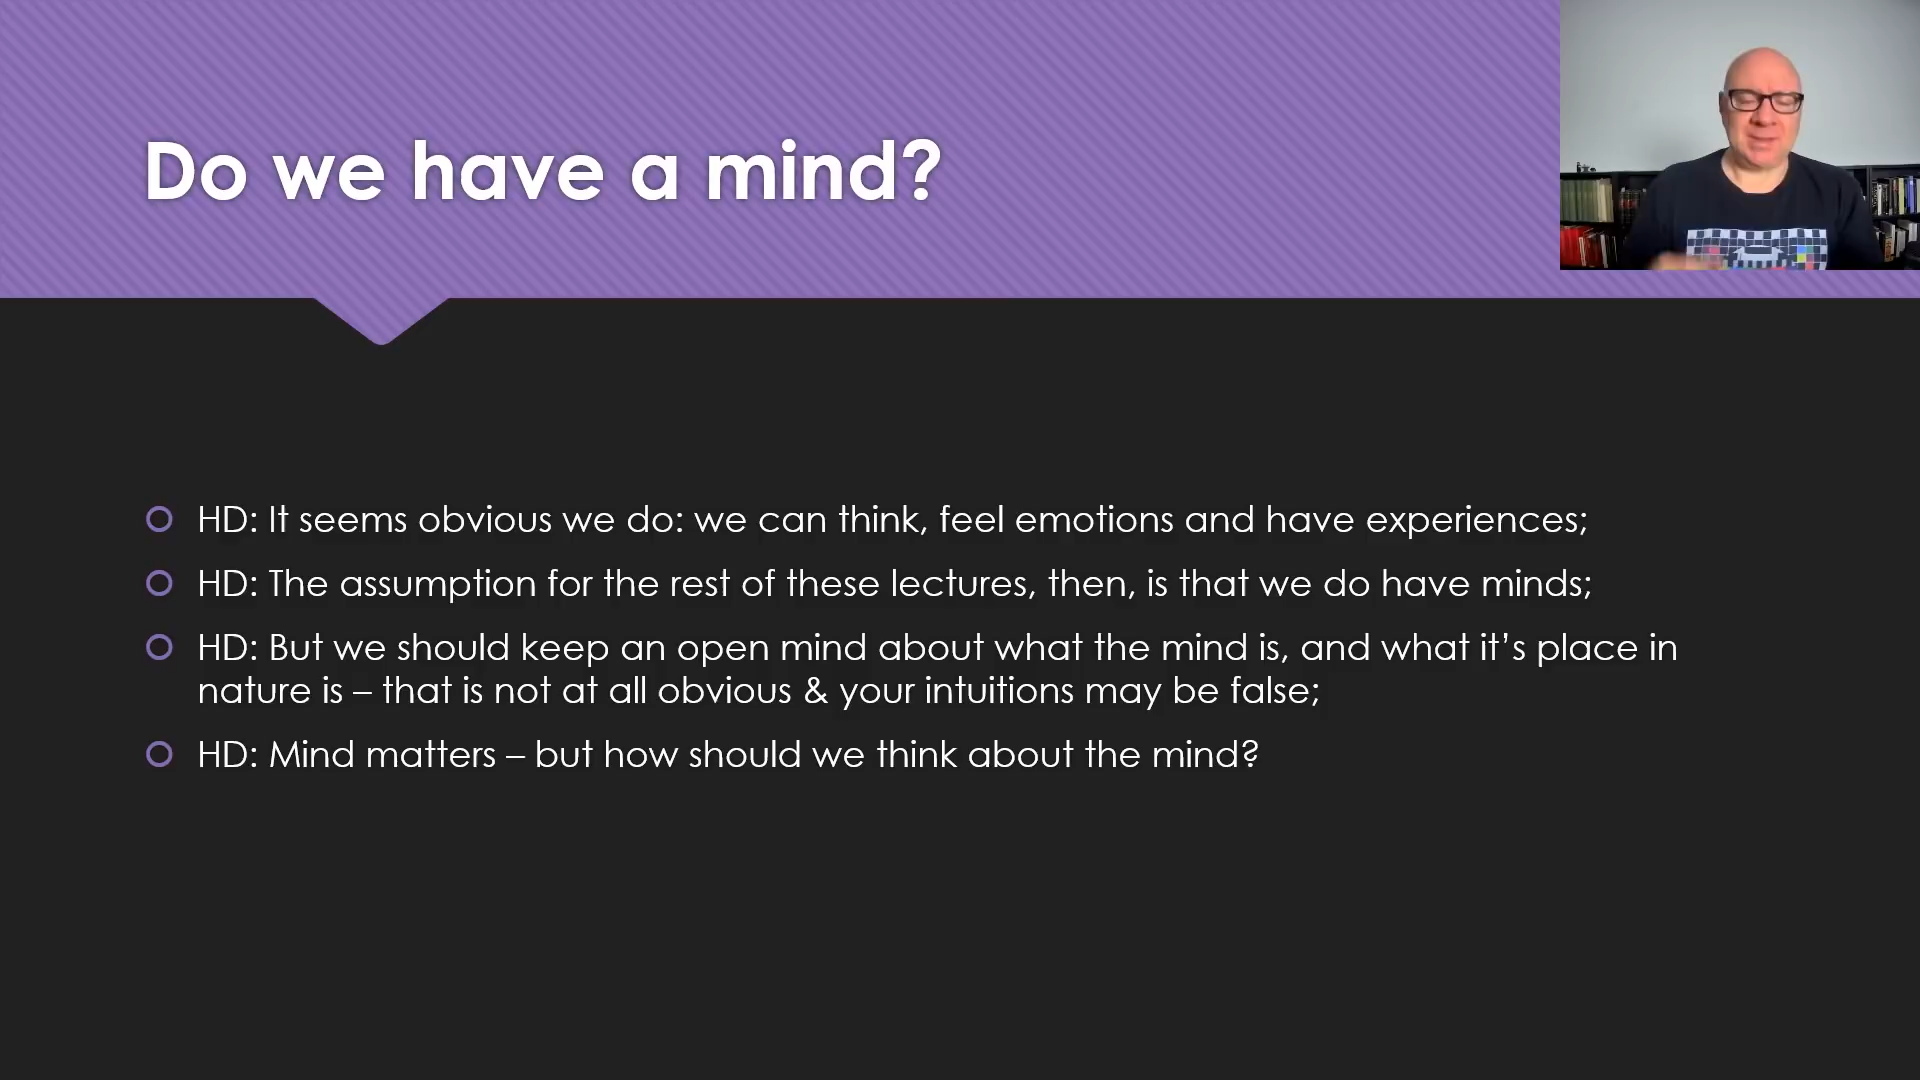 Do we have a mind?
HD: It seems obvious we do: we can think, feel emotions and have experiences;
HD: The assumption for the rest of these lectures, then, is that we do have minds;
HD: But we should keep an open mind about what the mind is, and what it’s place in
nature is – that is not at all obvious & your intuitions may be false;
HD: Mind matters – but how should we think about the mind?